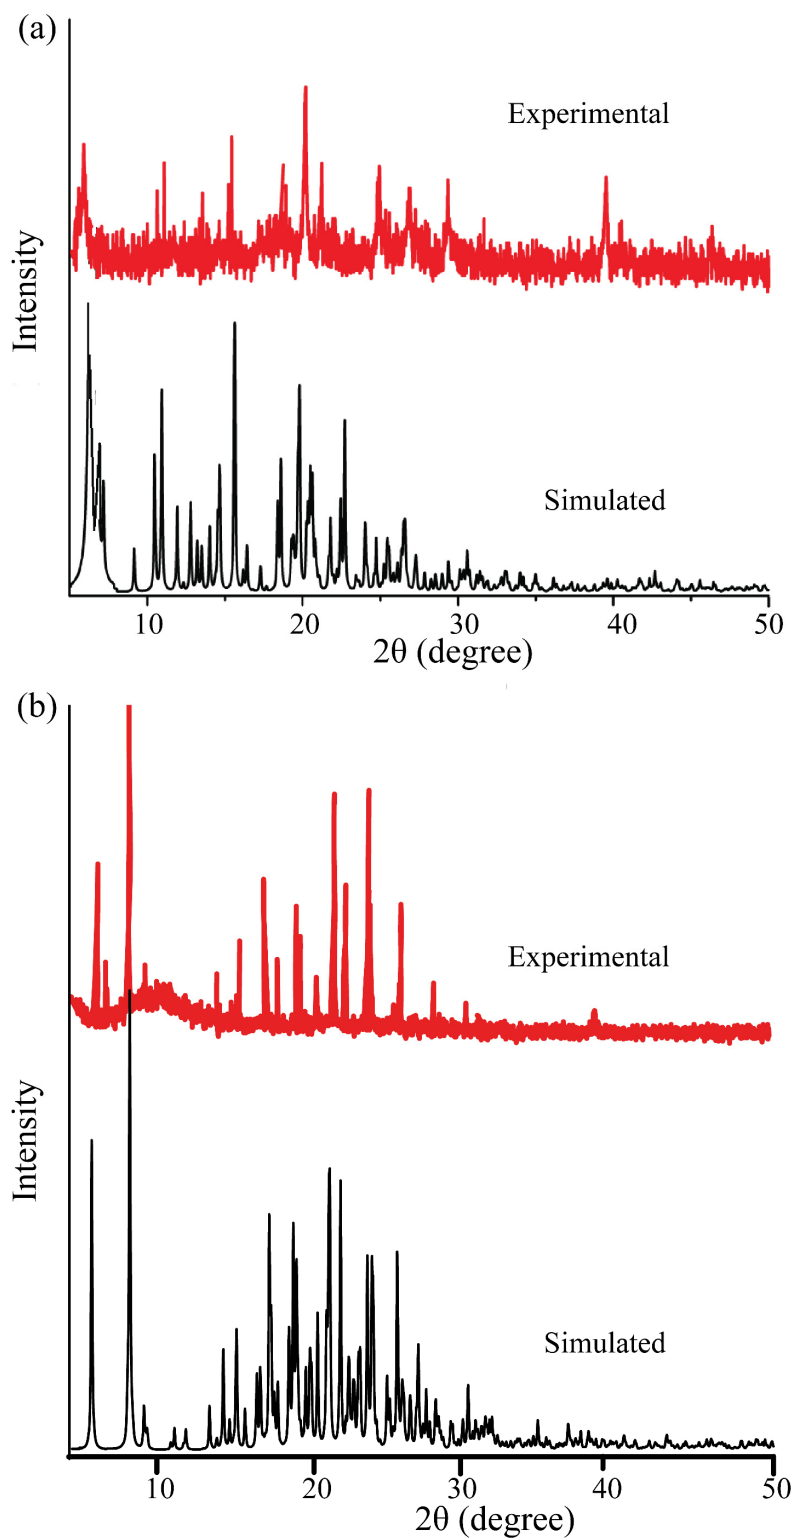 (a)
Experimental
Intensity
Simulated
10 20 30 40 50
2θ (degree)
(b)
Experimental
Intensity
Simulated
10 20 30 40 50
2θ (degree)